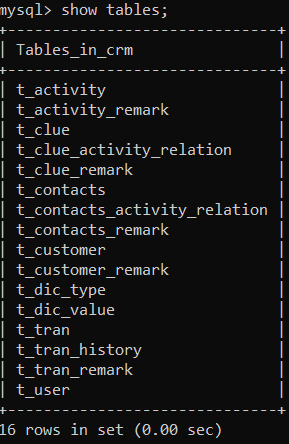 mysql> show tables;
+-----------------------------+
| Tables_in_crm               |
+-----------------------------+
| t_activity                  |
| t_activity_remark           |
| t_clue                      |
| t_clue_activity_relation    |
| t_clue_remark               |
| t_contacts                  |
| t_contacts_activity_relation |
| t_contacts_remark           |
| t_customer                  |
| t_customer_remark           |
| t_dic_type                  |
| t_dic_value                 |
| t_tran                      |
| t_tran_history              |
| t_tran_remark               |
| t_user                      |
+-----------------------------+
16 rows in set (0.00 sec)